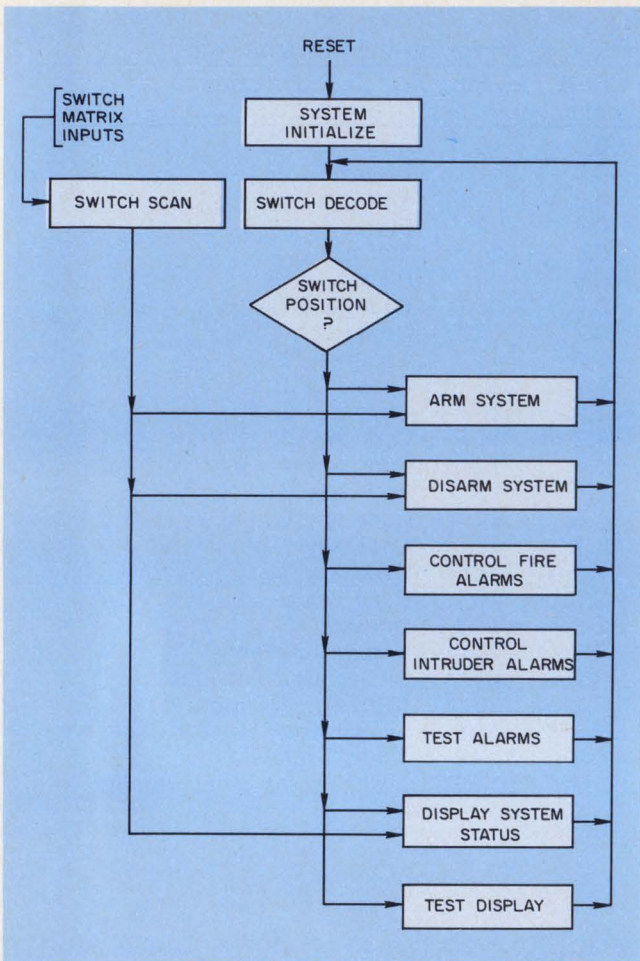 RESET
SWITCH
MATRIX
INPUTS
SYSTEM
INITIALIZE
SWITCH SCAN
SWITCH DECODE
SWITCH
POSITION
?
ARM SYSTEM
DISARM SYSTEM
CONTROL FIRE
ALARMS
CONTROL
INTRUDER ALARMS
TEST ALARMS
DISPLAY SYSTEM
STATUS
TEST DISPLAY